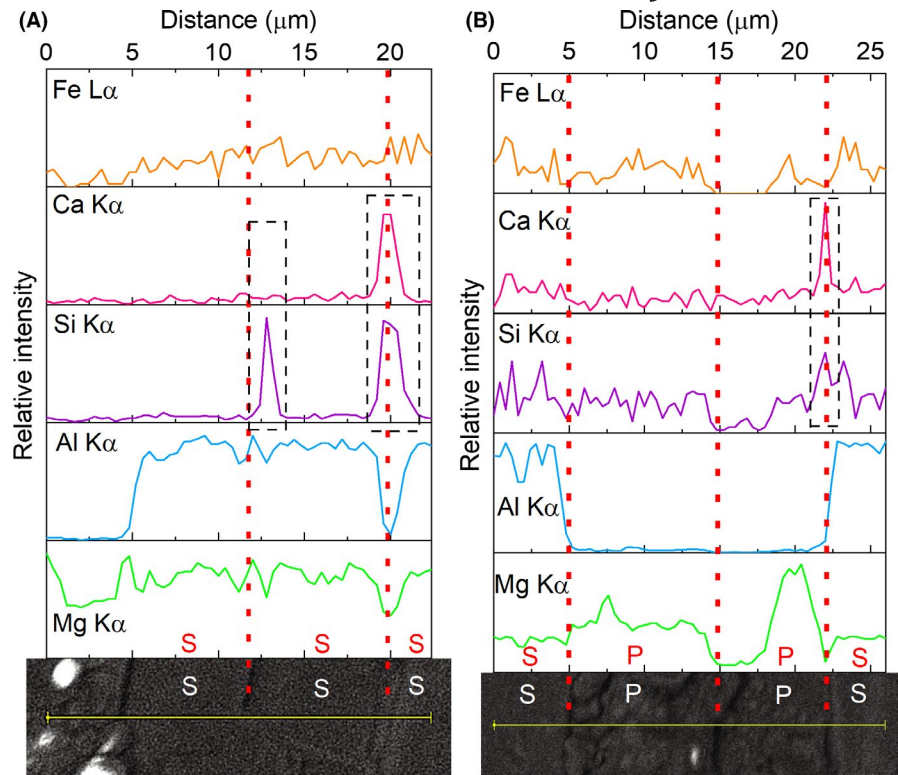 (A) Distance (μm) (B) Distance (μm)
0 5 10 15 20 0 5 10 15 20 25
Fe Lα Fe Lα
Ca Kα Ca Kα
Si Kα Si Kα
Al Kα Al Kα
Mg Kα Mg Kα
Relative intensity Relative intensity
S S S S P P S
S S S S P P S